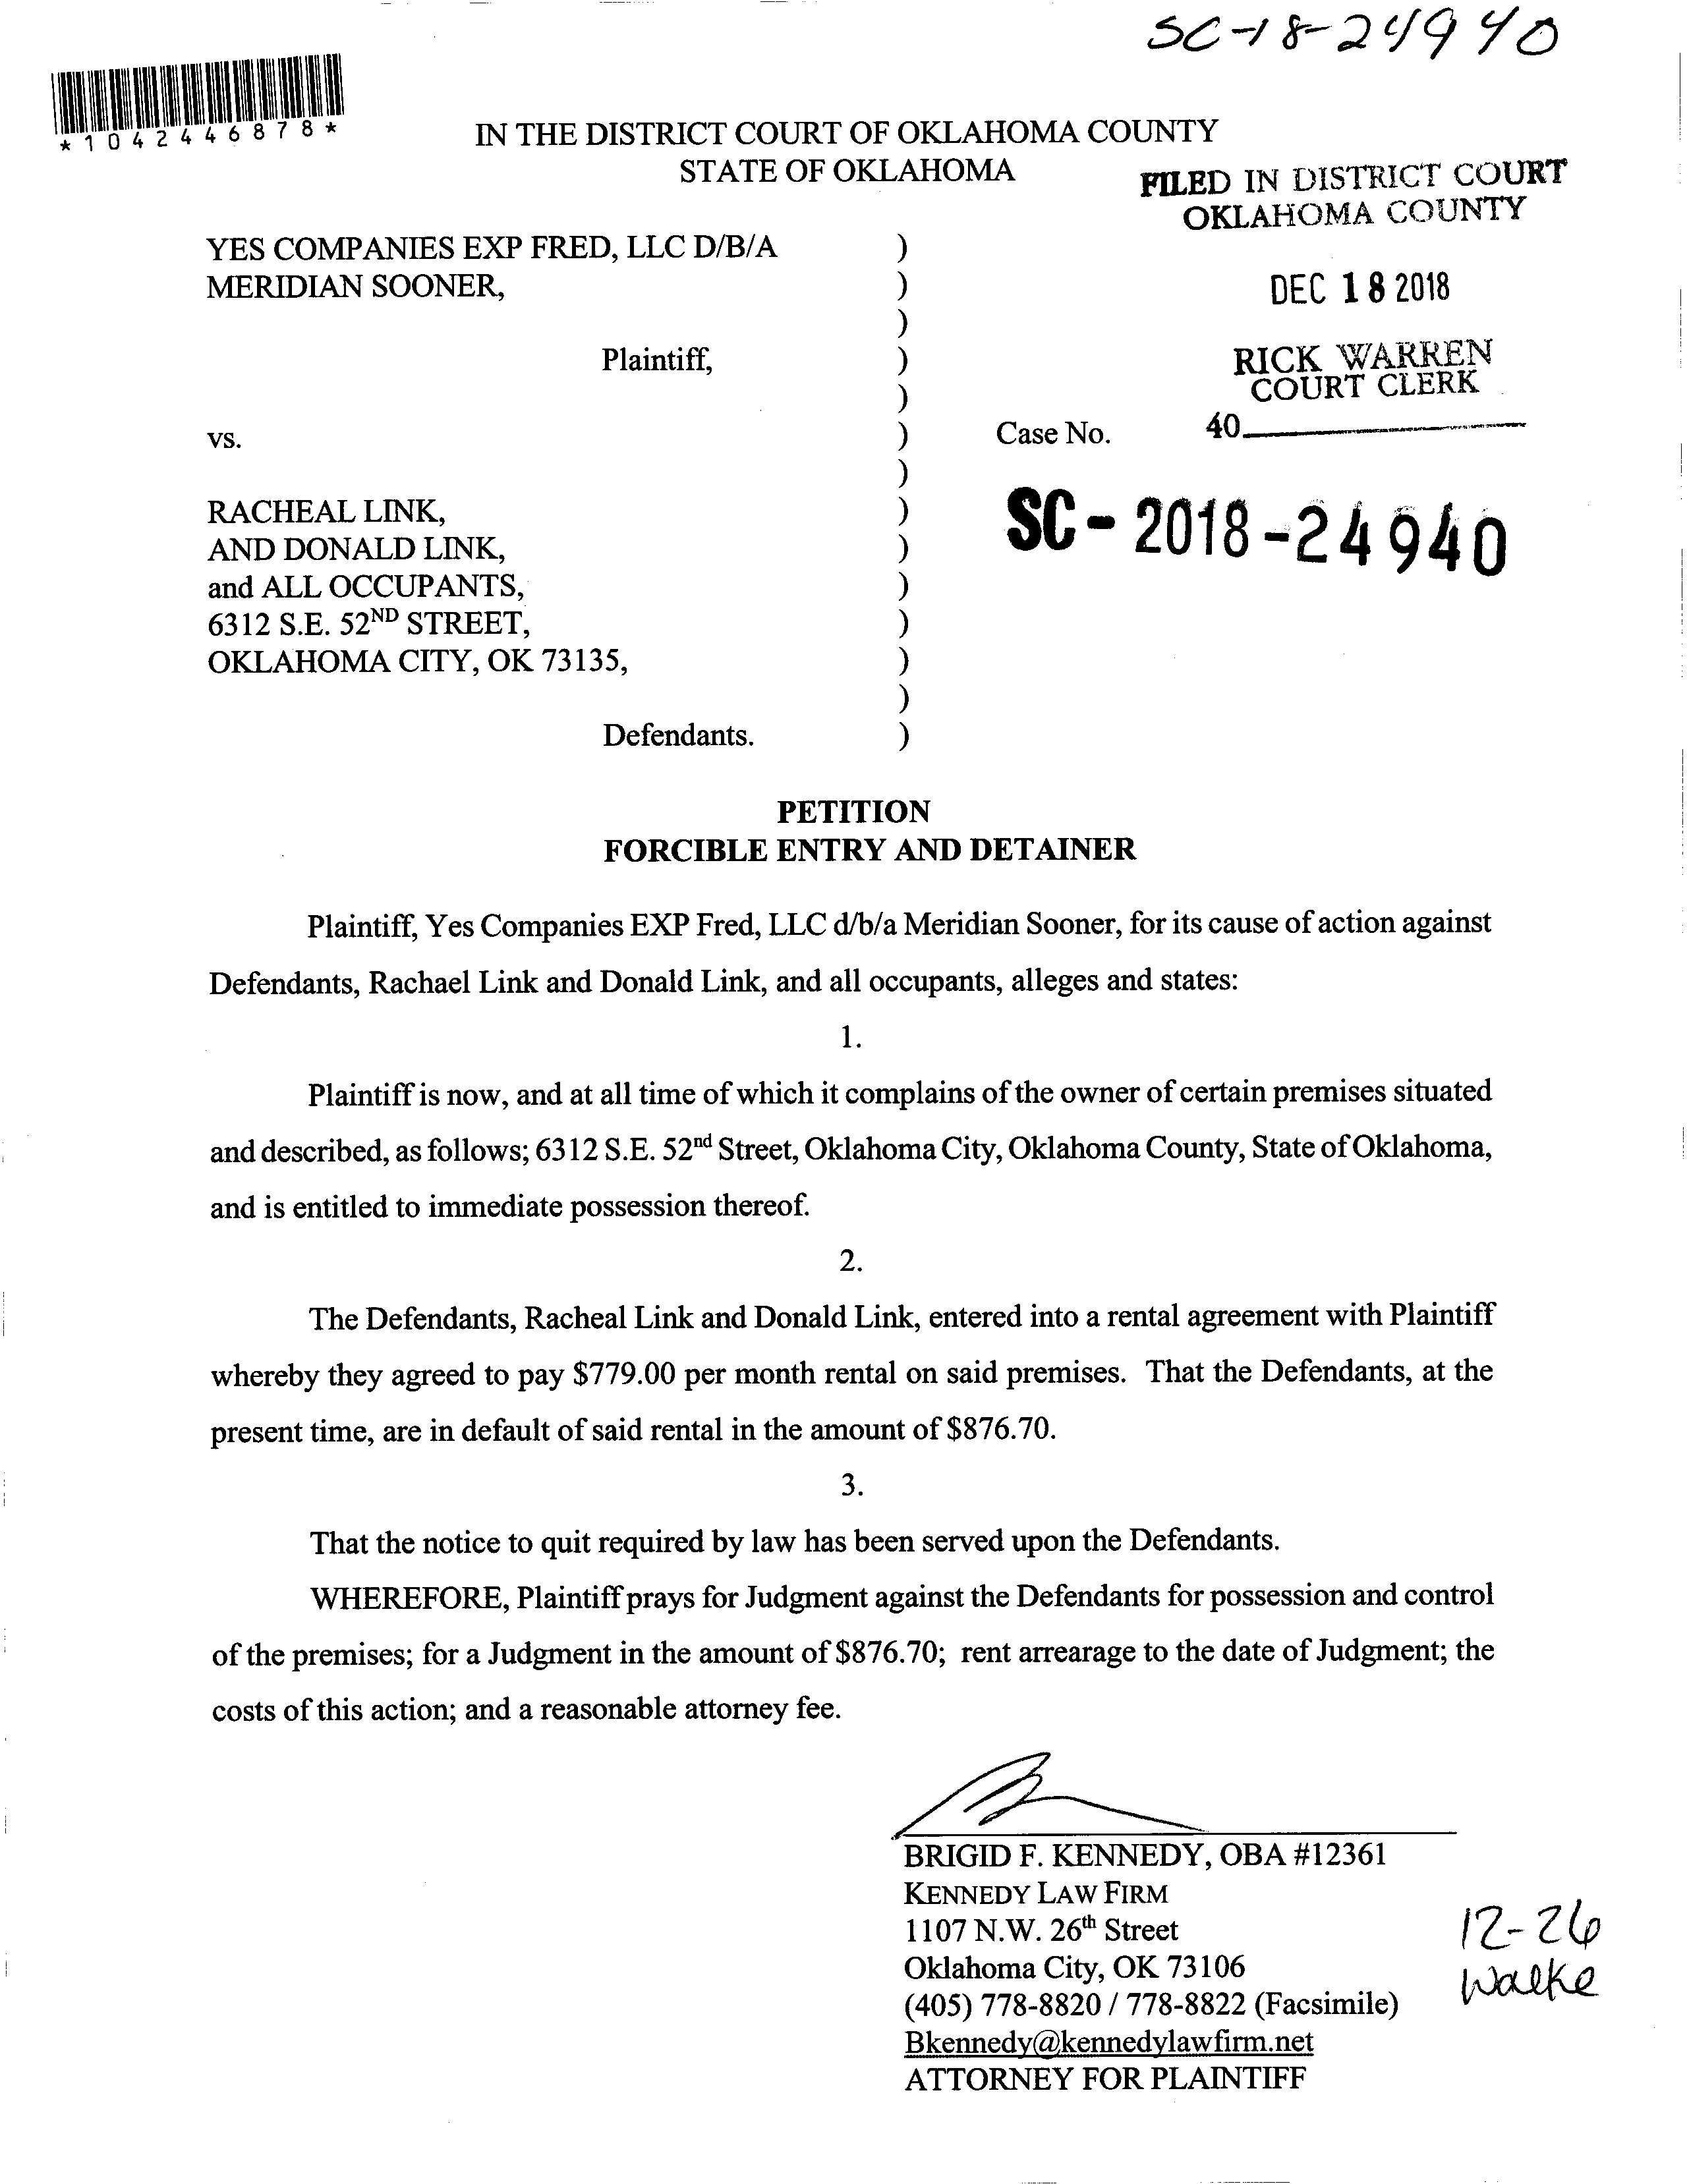 SC-18-24940
*1042446878*
IN THE DISTRICT COURT OF OKLAHOMA COUNTY
STATE OF OKLAHOMA
FILED IN DISTRICT COURT
OKLAHOMA COUNTY
YES COMPANIES EXP FRED, LLC D/B/A )
MERIDIAN SOONER, )
DEC 18 2018
)
Plaintiff, )
RICK WARREN
COURT CLERK
)
vs. ) Case No. 40
)
RACHEAL LINK, )
SC - 2018 - 24940
AND DONALD LINK, )
and ALL OCCUPANTS, )
6312 S.E. 52ND STREET, )
OKLAHOMA CITY, OK 73135, )
)
Defendants. )
PETITION
FORCIBLE ENTRY AND DETAINER
Plaintiff, Yes Companies EXP Fred, LLC d/b/a Meridian Sooner, for its cause of action against
Defendants, Rachael Link and Donald Link, and all occupants, alleges and states:
1.
Plaintiff is now, and at all time of which it complains of the owner of certain premises situated
and described, as follows; 6312 S.E. 52nd Street, Oklahoma City, Oklahoma County, State of Oklahoma,
and is entitled to immediate possession thereof.
2.
The Defendants, Racheal Link and Donald Link, entered into a rental agreement with Plaintiff
whereby they agreed to pay $779.00 per month rental on said premises. That the Defendants, at the
present time, are in default of said rental in the amount of $876.70.
3.
That the notice to quit required by law has been served upon the Defendants.
WHEREFORE, Plaintiff prays for Judgment against the Defendants for possession and control
of the premises; for a Judgment in the amount of $876.70; rent arrearage to the date of Judgment; the
costs of this action; and a reasonable attorney fee.
BRIGID F. KENNEDY, OBA #12361
KENNEDY LAW FIRM
1107 N.W. 26th Street
Oklahoma City, OK 73106
(405) 778-8820 / 778-8822 (Facsimile)
Bkennedy@kennedylawfirm.net
ATTORNEY FOR PLAINTIFF
12-26
Walke